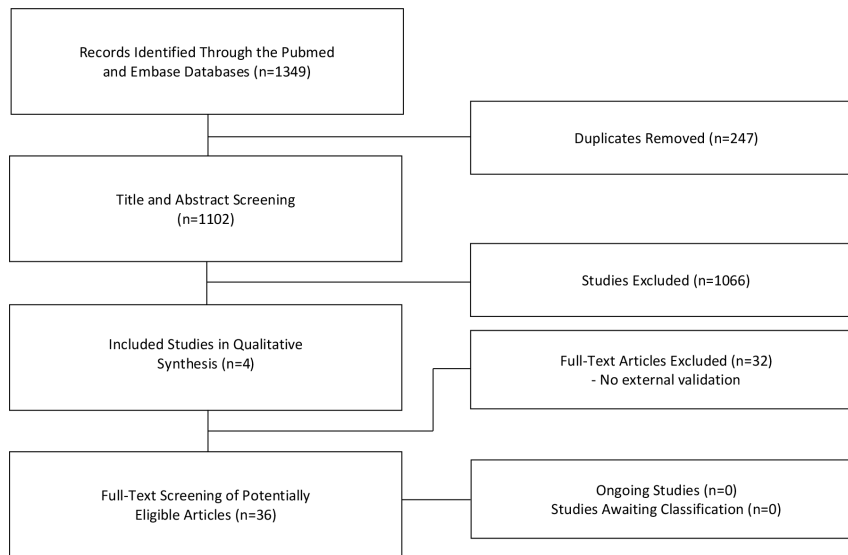 Records Identified Through the Pubmed
and Embase Databases (n=1349)
Duplicates Removed (n=247)
Title and Abstract Screening
(n=1102)
Studies Excluded (n=1066)
Included Studies in Qualitative
Synthesis (n=4)
Full-Text Articles Excluded (n=32)
- No external validation
Full-Text Screening of Potentially
Eligible Articles (n=36)
Ongoing Studies (n=0)
Studies Awaiting Classification (n=0)